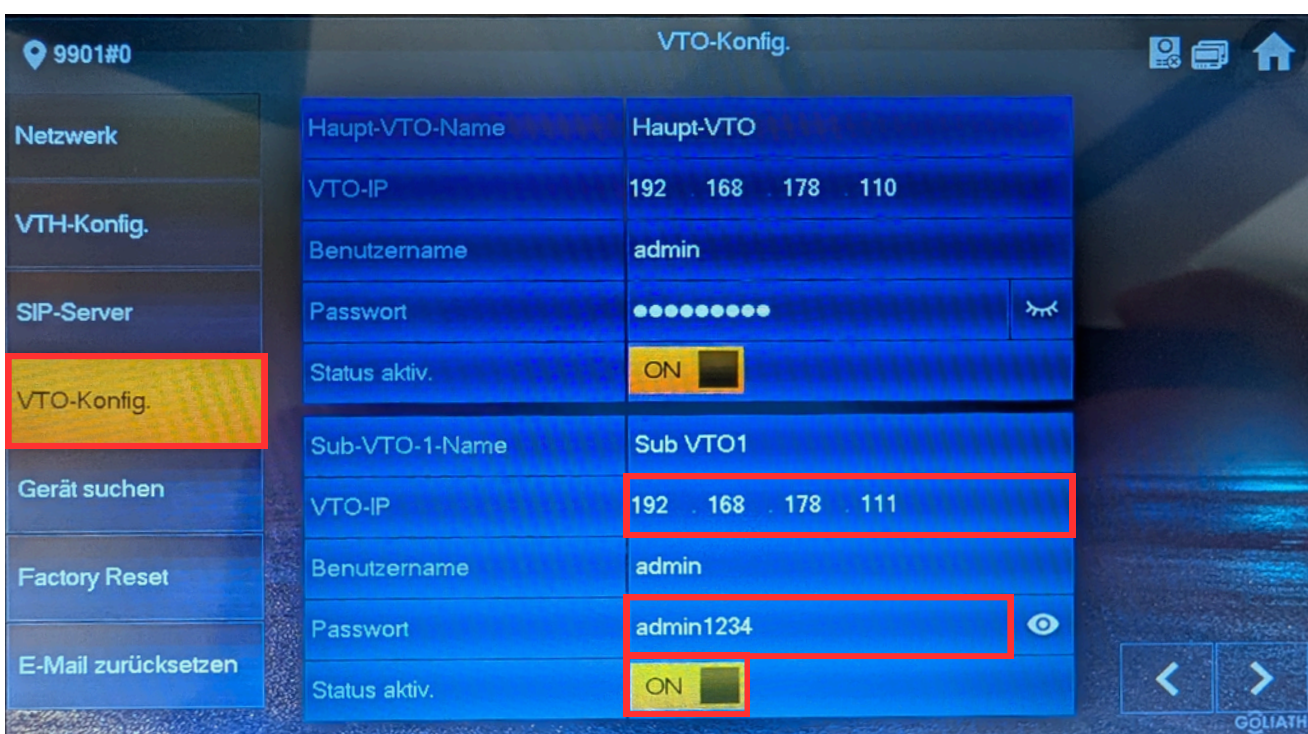 9901#0
VTO-Konfig.
Netzwerk
VTH-Konfig.
SIP-Server
VTO-Konfig.
Gerät suchen
Factory Reset
E-Mail zurücksetzen
Haupt-VTO-Name Haupt-VTO
VTO-IP 192 . 168 . 178 . 110
Benutzername admin
Passwort ●●●●●●●●●
Status aktiv. ON
Sub-VTO-1-Name Sub VTO1
VTO-IP 192 . 168 . 178 . 111
Benutzername admin
Passwort admin1234
Status aktiv. ON
GOLIATH